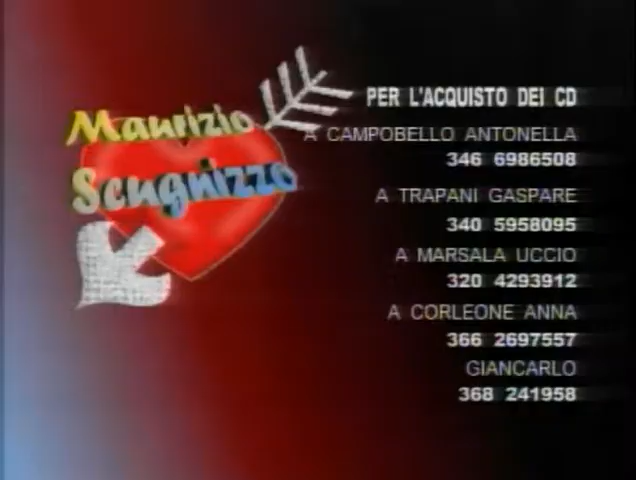 Maurizio
Scugnizzo
PER L'ACQUISTO DEI CD
A CAMPOBELLO ANTONELLA
346 6986508
A TRAPANI GASPARE
340 5958095
A MARSALA UCCIO
320 4293912
A CORLEONE ANNA
366 2697557
GIANCARLO
368 241958